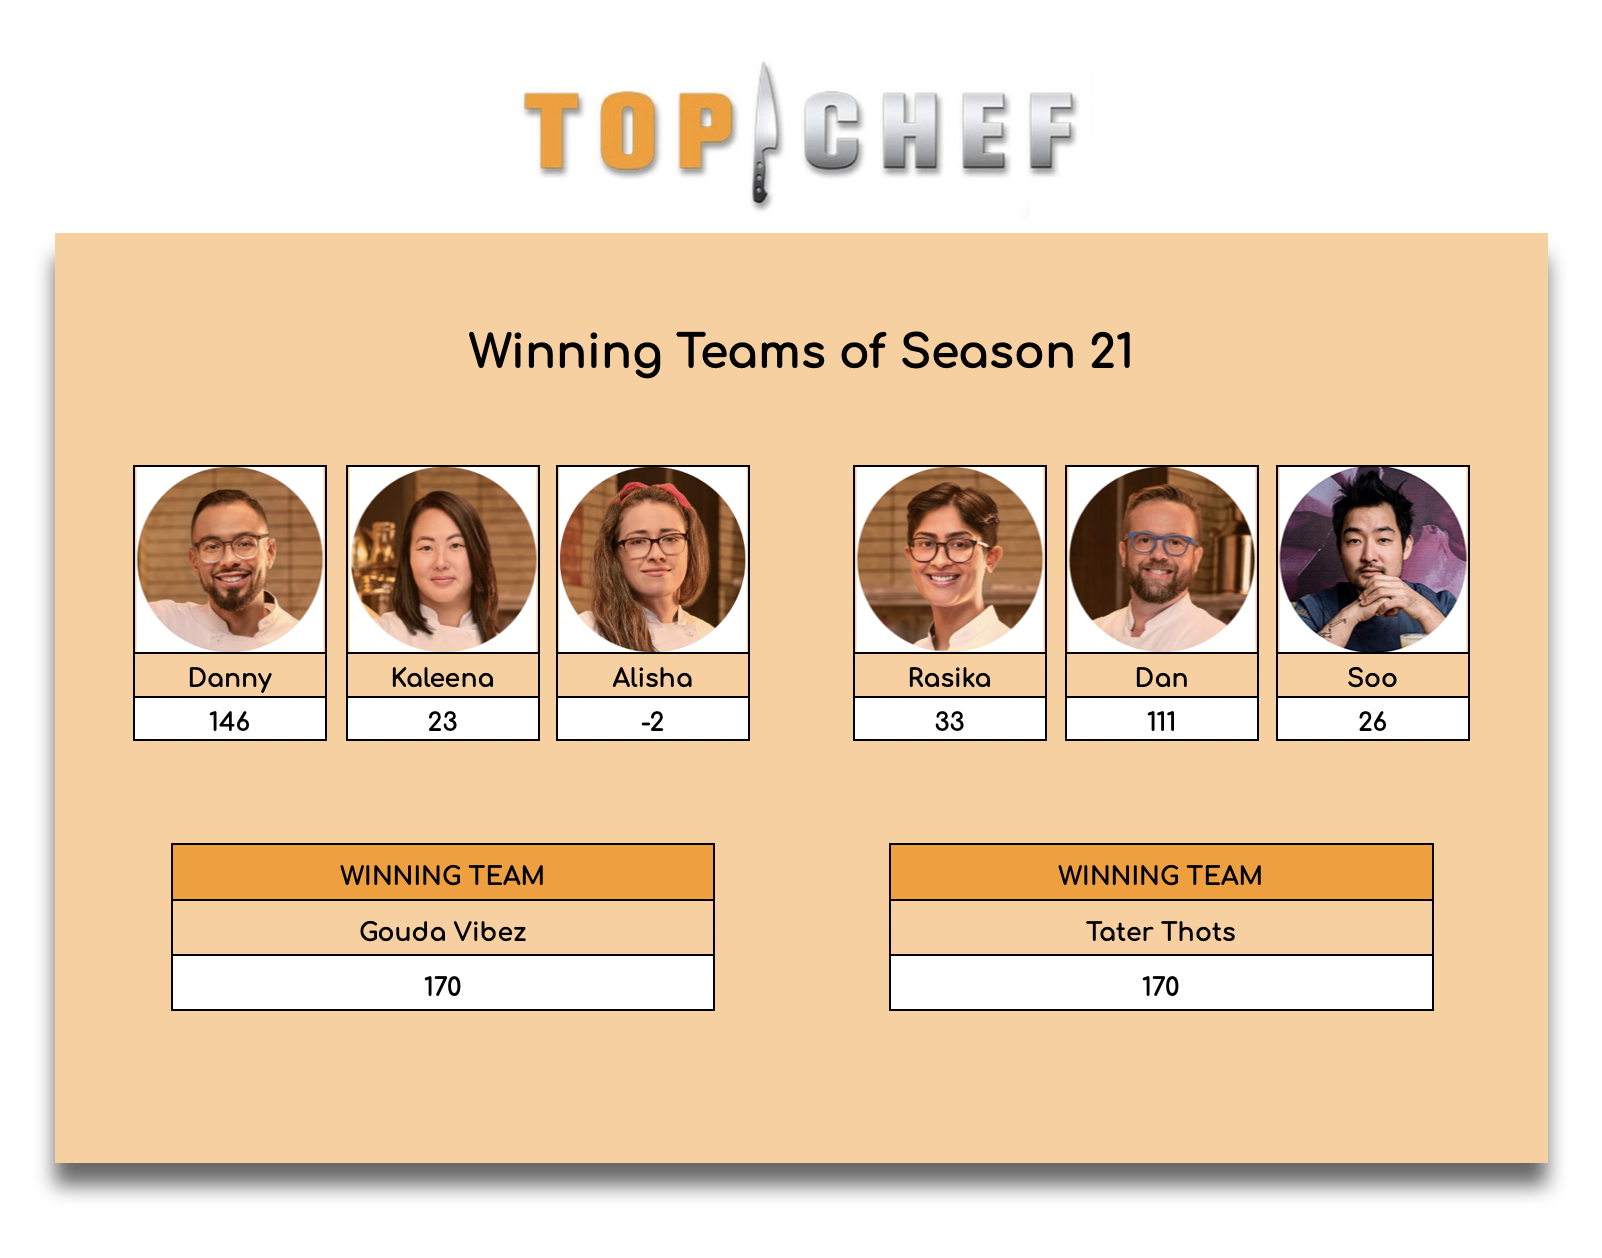 TOP CHEF
Winning Teams of Season 21
Danny
146
Kaleena
23
Alisha
-2
Rasika
33
Dan
111
Soo
26
WINNING TEAM
Gouda Vibez
170
WINNING TEAM
Tater Thots
170